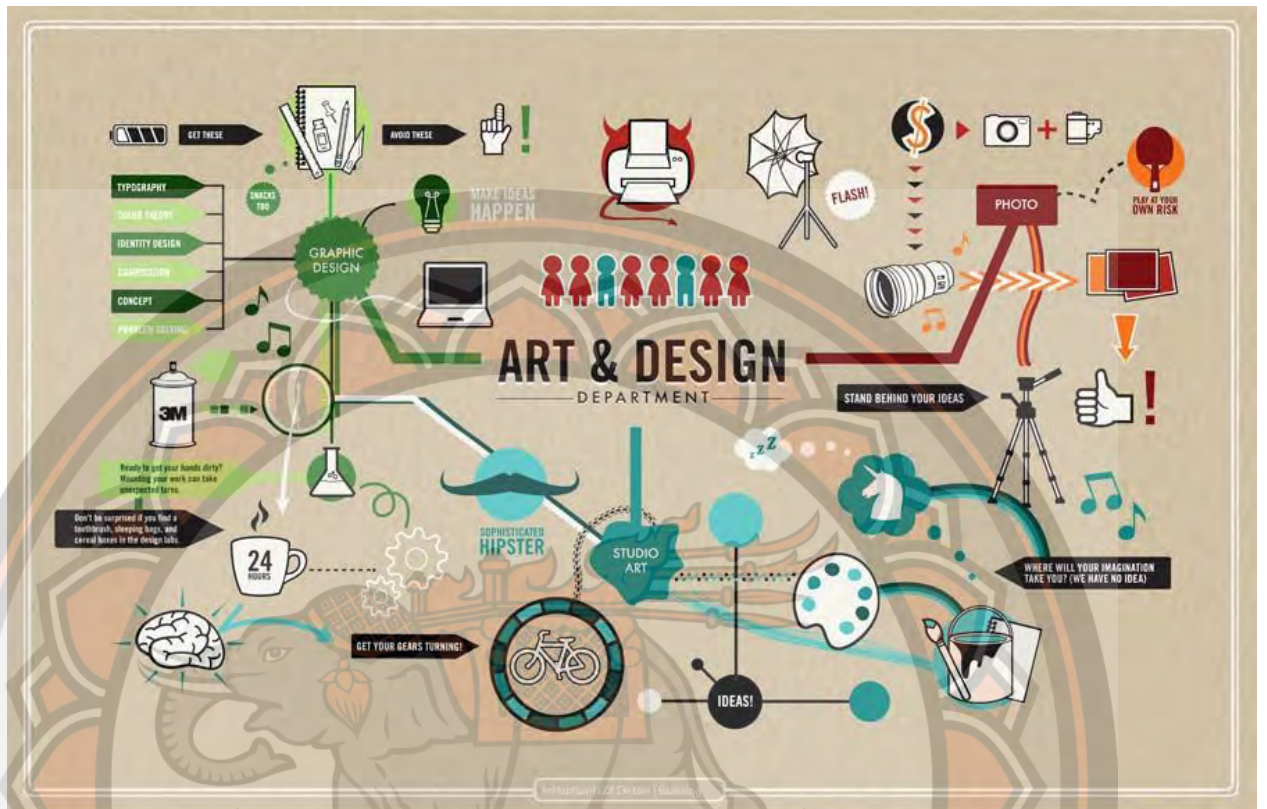 GET THESE
AVOID THESE
SNACKS
TOO
TYPOGRAPHY
COLOR THEORY
IDENTITY DESIGN
COMPOSITION
CONCEPT
PROBLEM SOLVING
GRAPHIC
DESIGN
MAKE IDEAS
HAPPEN
FLASH!
$
PHOTO
PLAY AT YOUR
OWN RISK
ART & DESIGN
DEPARTMENT
STAND BEHIND YOUR IDEAS
3M
Ready to get your hands dirty?
Mounting your work can take
unexpected turns.
Don't be surprised if you find a
toothbrush, sleeping bags, and
cereal boxes in the design labs.
24
HOURS
SOPHISTICATED
HIPSTER
zzZ
STUDIO
ART
WHERE WILL YOUR IMAGINATION
TAKE YOU? (WE HAVE NO IDEA)
GET YOUR GEARS TURNING!
IDEAS!